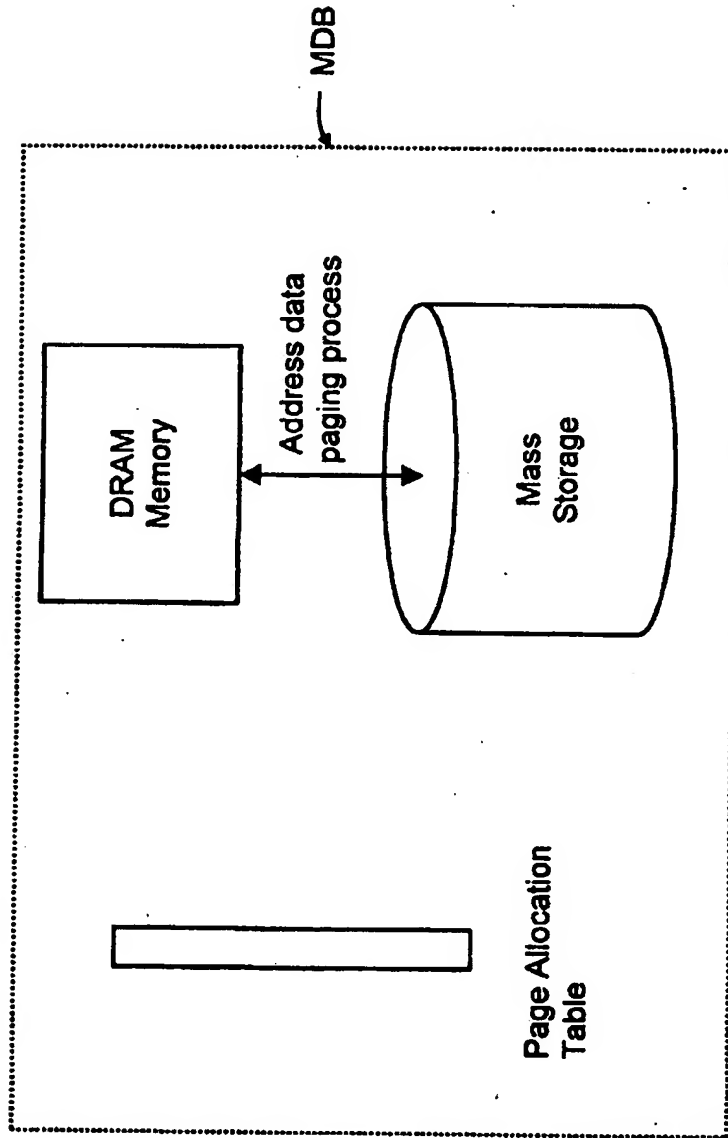 MDB
DRAM
Memory
Address data
paging process
Mass
Storage
Page Allocation
Table